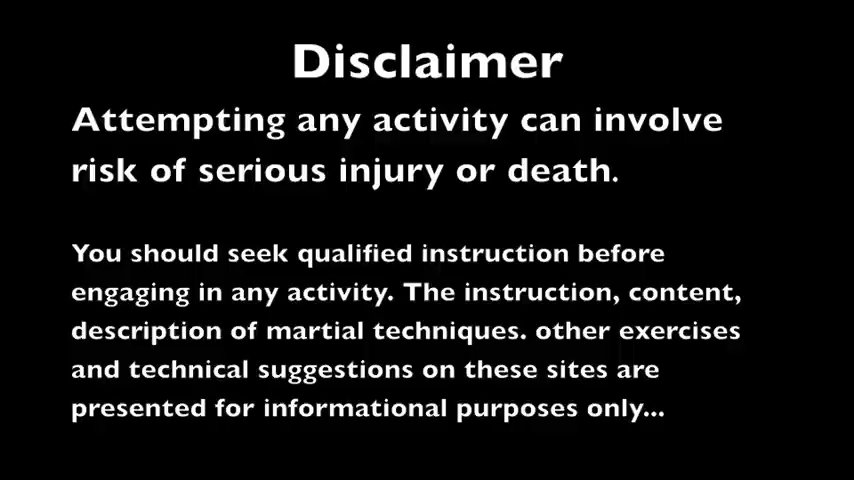 Disclaimer
Attempting any activity can involve
risk of serious injury or death.
You should seek qualified instruction before
engaging in any activity. The instruction, content,
description of martial techniques. other exercises
and technical suggestions on these sites are
presented for informational purposes only...